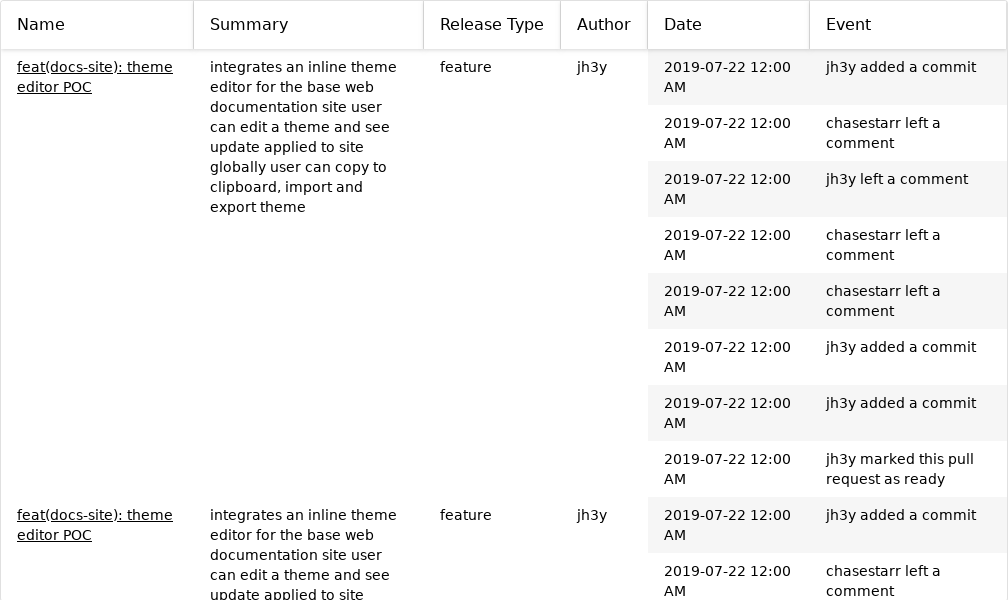 Name Summary Release Type Author Date Event
feat(docs-site): theme
editor POC
integrates an inline theme
editor for the base web
documentation site user
can edit a theme and see
update applied to site
globally user can copy to
clipboard, import and
export theme
feature
jh3y
2019-07-22 12:00
AM
jh3y added a commit
2019-07-22 12:00
AM
chasestarr left a
comment
2019-07-22 12:00
AM
jh3y left a comment
2019-07-22 12:00
AM
chasestarr left a
comment
2019-07-22 12:00
AM
chasestarr left a
comment
2019-07-22 12:00
AM
jh3y added a commit
2019-07-22 12:00
AM
jh3y added a commit
2019-07-22 12:00
AM
jh3y marked this pull
request as ready
feat(docs-site): theme
editor POC
integrates an inline theme
editor for the base web
documentation site user
can edit a theme and see
update applied to site
feature
jh3y
2019-07-22 12:00
AM
jh3y added a commit
2019-07-22 12:00
AM
chasestarr left a
comment